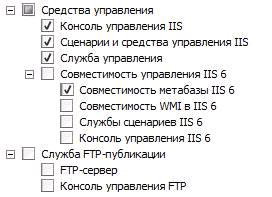 Средства управления
Консоль управления IIS
Сценарии и средства управления IIS
Служба управления
Совместимость управления IIS 6
Совместимость метабазы IIS 6
Совместимость WMI в IIS 6
Службы сценариев IIS 6
Консоль управления IIS 6
Служба FTP-публикации
FTP-сервер
Консоль управления FTP